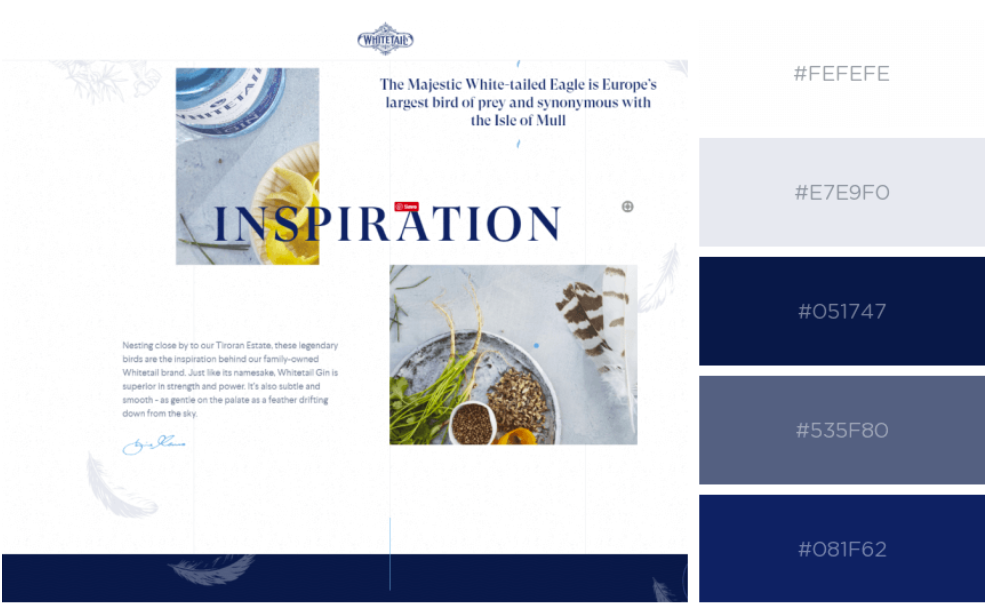 WHITETAIL
The Majestic White-tailed Eagle is Europe's
largest bird of prey and synonymous with
the Isle of Mull
WHITETAIL
GIN
Save
INSPIRATION
Nesting close by to our Tiroran Estate, these legendary
birds are the inspiration behind our family-owned
Whitetail brand. Just like its namesake, Whitetail Gin is
superior in strength and power. It's also subtle and
smooth - as gentle on the palate as a feather drifting
down from the sky.
#FEFEFE
#E7E9F0
#051747
#535F80
#081F62